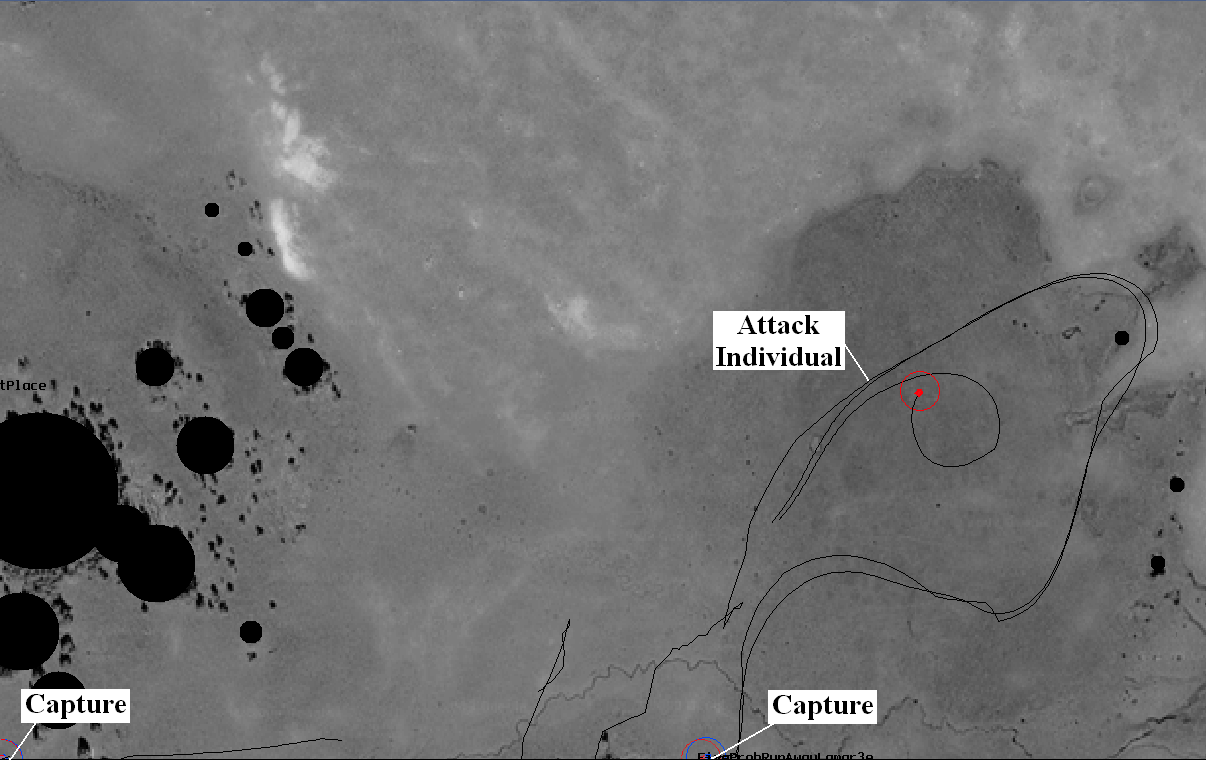 Attack
Individual
tPlace
Capture
Capture